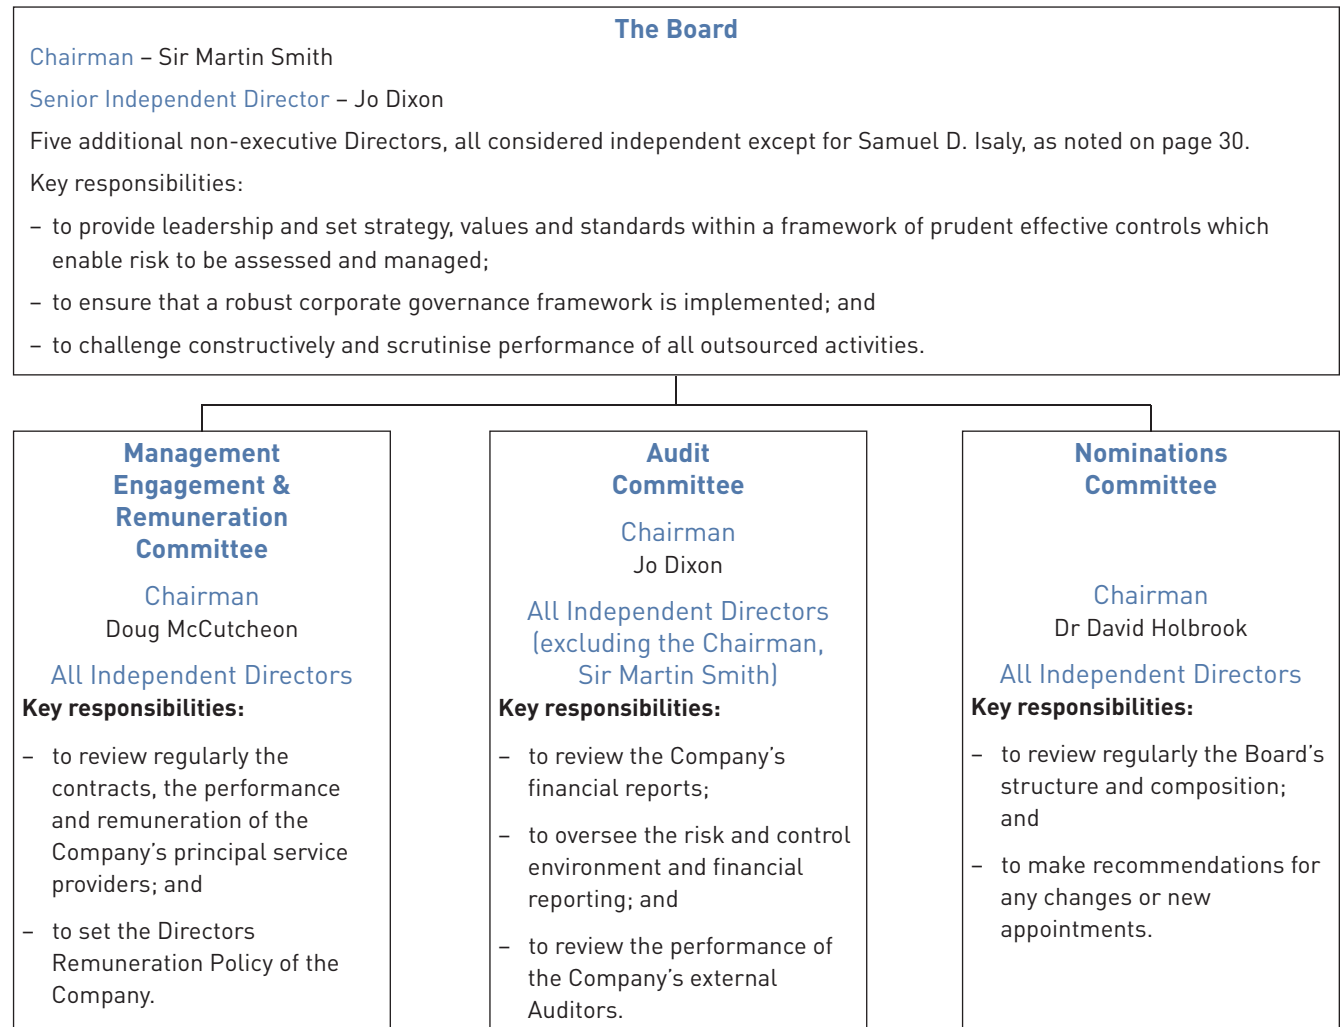 The Board
Chairman – Sir Martin Smith
Senior Independent Director – Jo Dixon
Five additional non-executive Directors, all considered independent except for Samuel D. Isaly, as noted on page 30.
Key responsibilities:
– to provide leadership and set strategy, values and standards within a framework of prudent effective controls which
enable risk to be assessed and managed;
– to ensure that a robust corporate governance framework is implemented; and
– to challenge constructively and scrutinise performance of all outsourced activities.
Management
Engagement &
Remuneration
Committee
Chairman
Doug McCutcheon
All Independent Directors
Key responsibilities:
– to review regularly the
contracts, the performance
and remuneration of the
Company's principal service
providers; and
– to set the Directors
Remuneration Policy of the
Company.
Audit
Committee
Chairman
Jo Dixon
All Independent Directors
(excluding the Chairman,
Sir Martin Smith)
Key responsibilities:
– to review the Company's
financial reports;
– to oversee the risk and control
environment and financial
reporting; and
– to review the performance of
the Company's external
Auditors.
Nominations
Committee
Chairman
Dr David Holbrook
All Independent Directors
Key responsibilities:
– to review regularly the Board's
structure and composition;
and
– to make recommendations for
any changes or new
appointments.